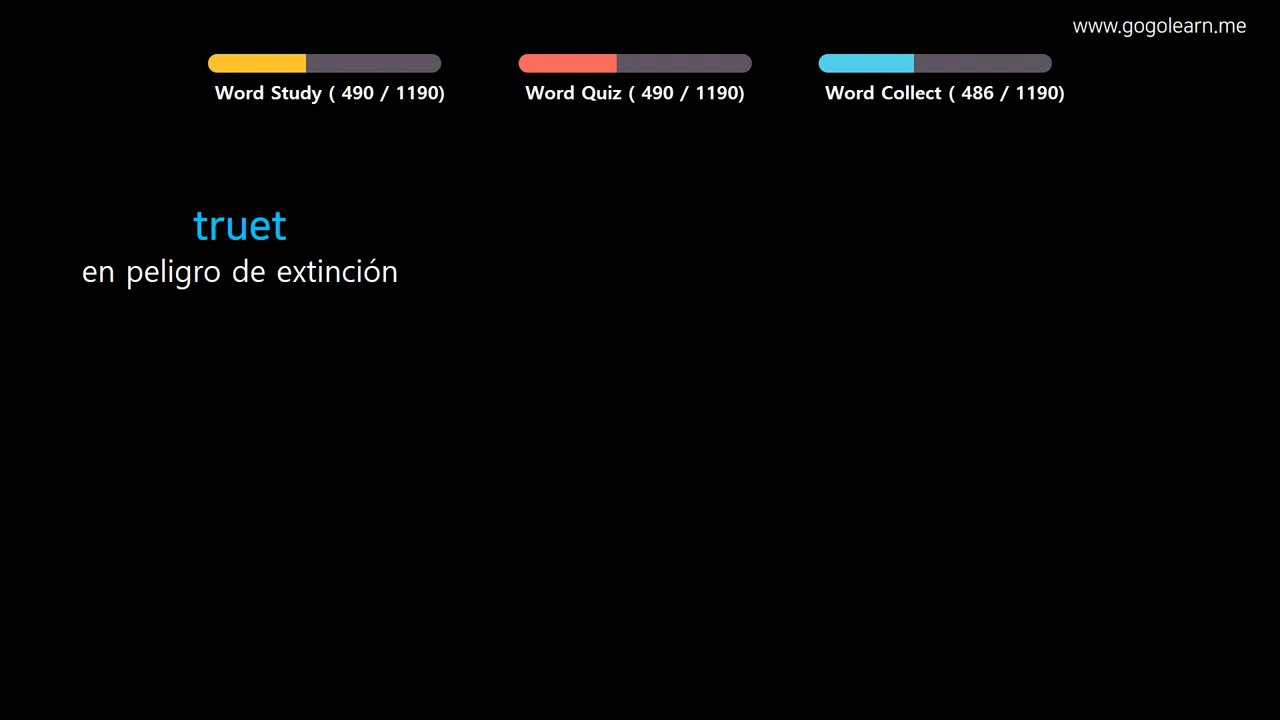 www.gogolearn.me
Word Study ( 490 / 1190)
Word Quiz ( 490 / 1190)
Word Collect ( 486 / 1190)
truet
en peligro de extinción